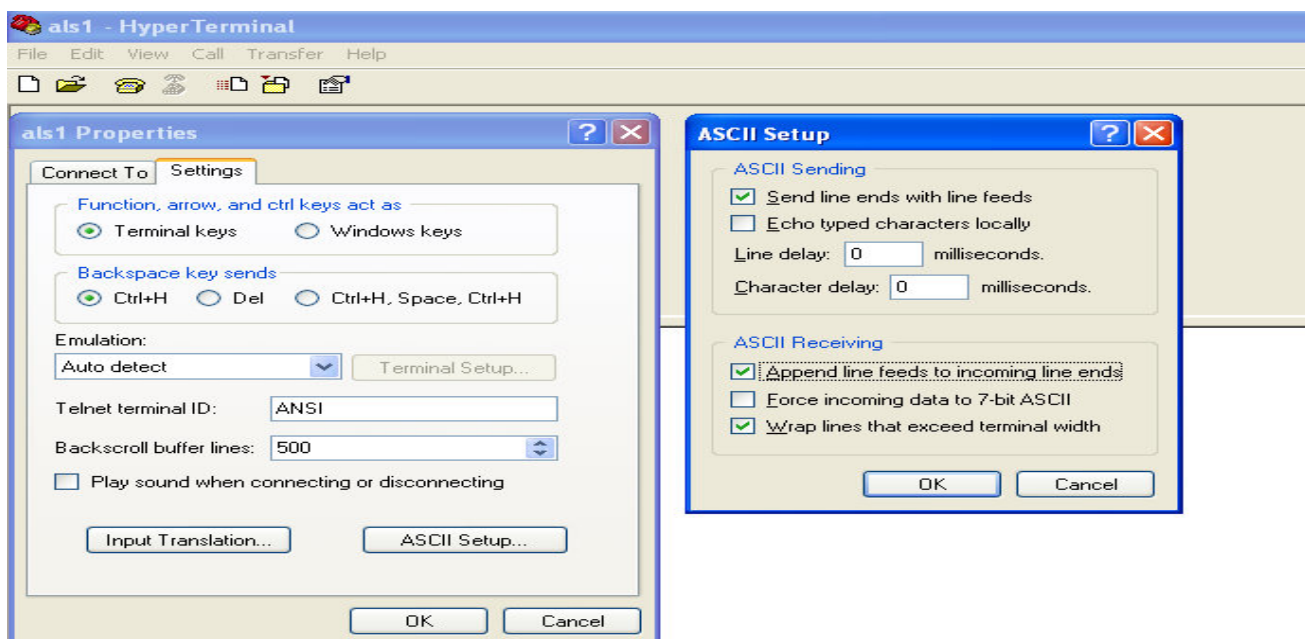 als1 - HyperTerminal
File Edit View Call Transfer Help
als1 Properties
Connect To Settings
Function, arrow, and ctrl keys act as
Terminal keys Windows keys
Backspace key sends
Ctrl+H Del Ctrl+H, Space, Ctrl+H
Emulation:
Auto detect Terminal Setup...
Telnet terminal ID: ANSI
Backscroll buffer lines: 500
Play sound when connecting or disconnecting
Input Translation... ASCII Setup...
OK Cancel
ASCII Setup
ASCII Sending
Send line ends with line feeds
Echo typed characters locally
Line delay: 0 milliseconds.
Character delay: 0 milliseconds.
ASCII Receiving
Append line feeds to incoming line ends
Force incoming data to 7-bit ASCII
Wrap lines that exceed terminal width
OK Cancel